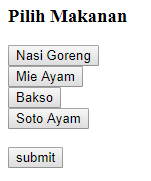 Pilih Makanan
Nasi Goreng
Mie Ayam
Bakso
Soto Ayam
submit